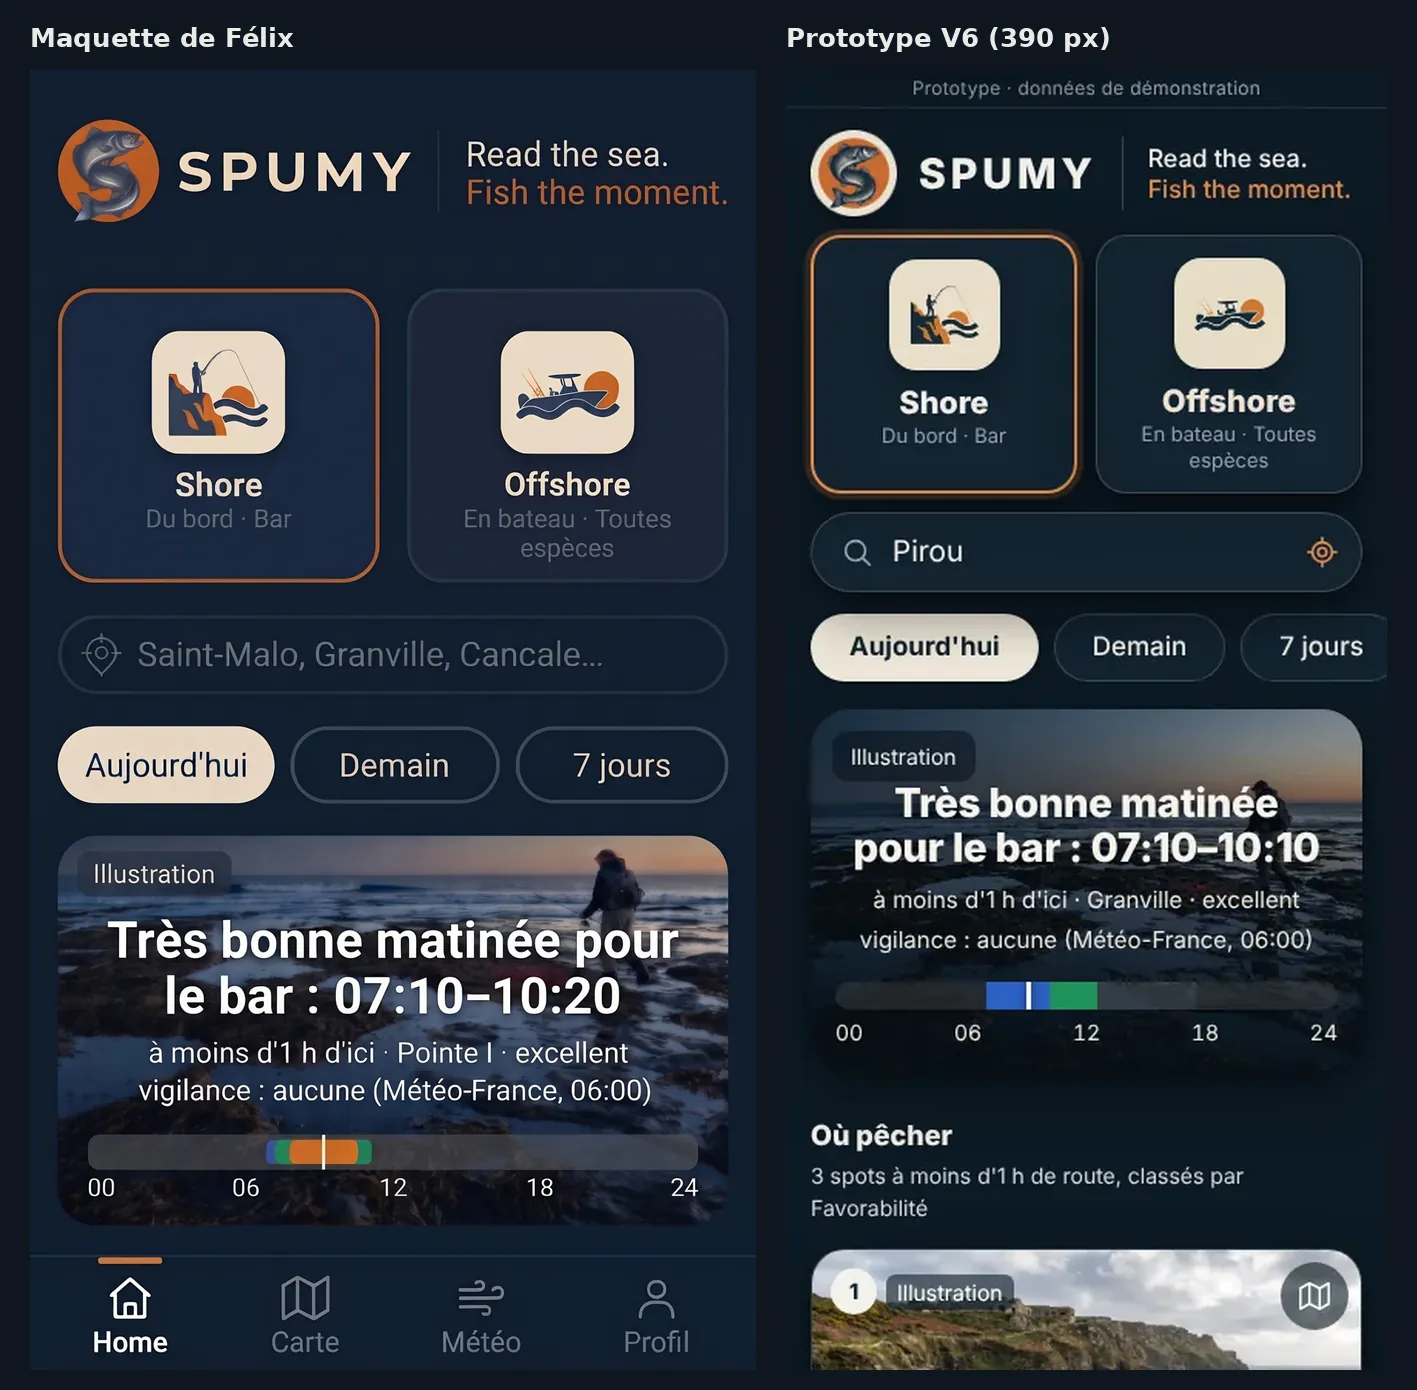 Maquette de Félix
SPUMY
Read the sea.
Fish the moment.
Shore
Du bord · Bar
Offshore
En bateau · Toutes
espèces
Saint-Malo, Granville, Cancale...
Aujourd'hui
Demain
7 jours
Illustration
Très bonne matinée pour
le bar : 07:10–10:20
à moins d'1 h d'ici · Pointe I · excellent
vigilance : aucune (Météo-France, 06:00)
00 06 12 18 24
Home
Carte
Météo
Profil
Prototype V6 (390 px)
Prototype · données de démonstration
SPUMY
Read the sea.
Fish the moment.
Shore
Du bord · Bar
Offshore
En bateau · Toutes
espèces
Pirou
Aujourd'hui
Demain
7 jours
Illustration
Très bonne matinée
pour le bar : 07:10–10:10
à moins d'1 h d'ici · Granville · excellent
vigilance : aucune (Météo-France, 06:00)
00 06 12 18 24
Où pêcher
3 spots à moins d'1 h de route, classés par
Favorabilité
1
Illustration